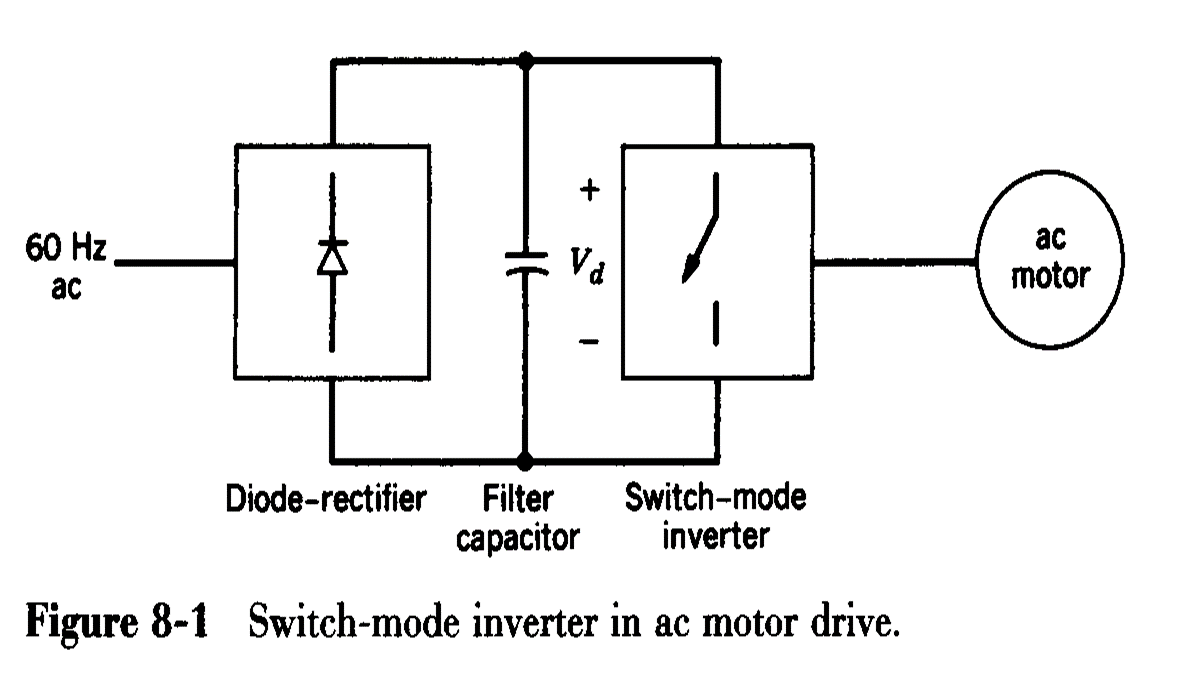 60 Hz
ac
+
V_d
−
ac
motor
Diode-rectifier
Filter
capacitor
Switch-mode
inverter
Figure 8-1 Switch-mode inverter in ac motor drive.